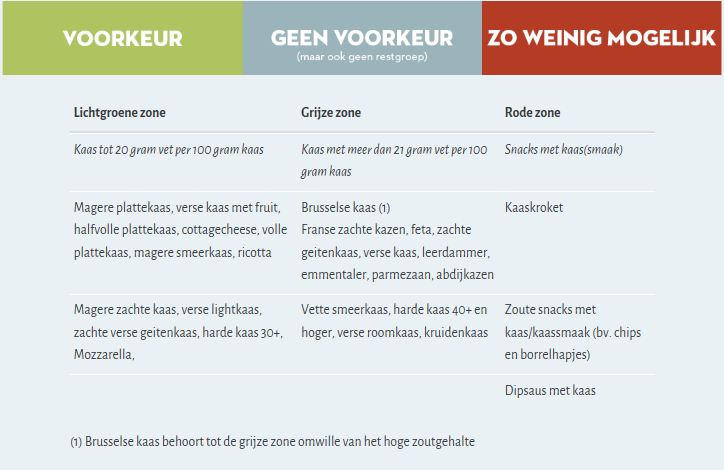 VOORKEUR
GEEN VOORKEUR
(maar ook geen restgroep)
ZO WEINIG MOGELIJK
Lichtgroene zone
Grijze zone
Rode zone
Kaas tot 20 gram vet per 100 gram kaas
Kaas met meer dan 21 gram vet per 100
gram kaas
Snacks met kaas(smaak)
Magere plattekaas, verse kaas met fruit,
halfvolle plattekaas, cottagecheese, volle
plattekaas, magere smeerkaas, ricotta
Brusselse kaas (1)
Franse zachte kazen, feta, zachte
geitenkaas, verse kaas, leerdammer,
emmentaler, parmezaan, abdijkazen
Kaaskroket
Magere zachte kaas, verse lightkaas,
zachte verse geitenkaas, harde kaas 30+,
Mozzarella,
Vette smeerkaas, harde kaas 40+ en
hoger, verse roomkaas, kruidenkaas
Zoute snacks met
kaas/kaassmaak (bv. chips
en borrelhapjes)
Dipsaus met kaas
(1) Brusselse kaas behoort tot de grijze zone omwille van het hoge zoutgehalte